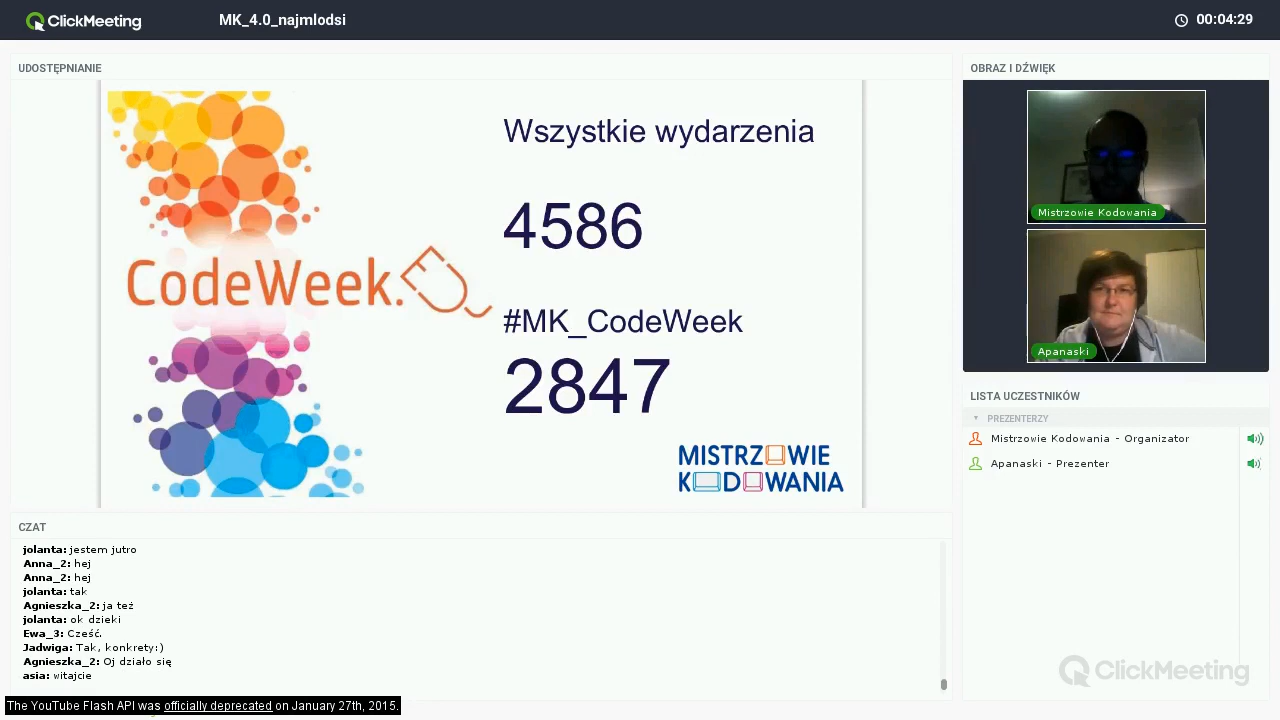 ClickMeeting
MK_4.0_najmlodsi
00:04:29
UDOSTĘPNIANIE
Wszystkie wydarzenia
4586
CodeWeek.
#MK_CodeWeek
2847
MISTRZOWIE
KODOWANIA
OBRAZ I DŹWIĘK
Mistrzowie Kodowania
Apanaski
LISTA UCZESTNIKÓW
PREZENTERZY
Mistrzowie Kodowania - Organizator
Apanaski - Prezenter
CZAT
jolanta: jestem jutro
Anna_2: hej
Anna_2: hej
jolanta: tak
Agnieszka_2: ja też
jolanta: ok dzieki
Ewa_3: Cześć.
Jadwiga: Tak, konkrety:)
Agnieszka_2: Oj działo się
asia: witajcie
ClickMeeting
The YouTube Flash API was officially deprecated on January 27th, 2015.